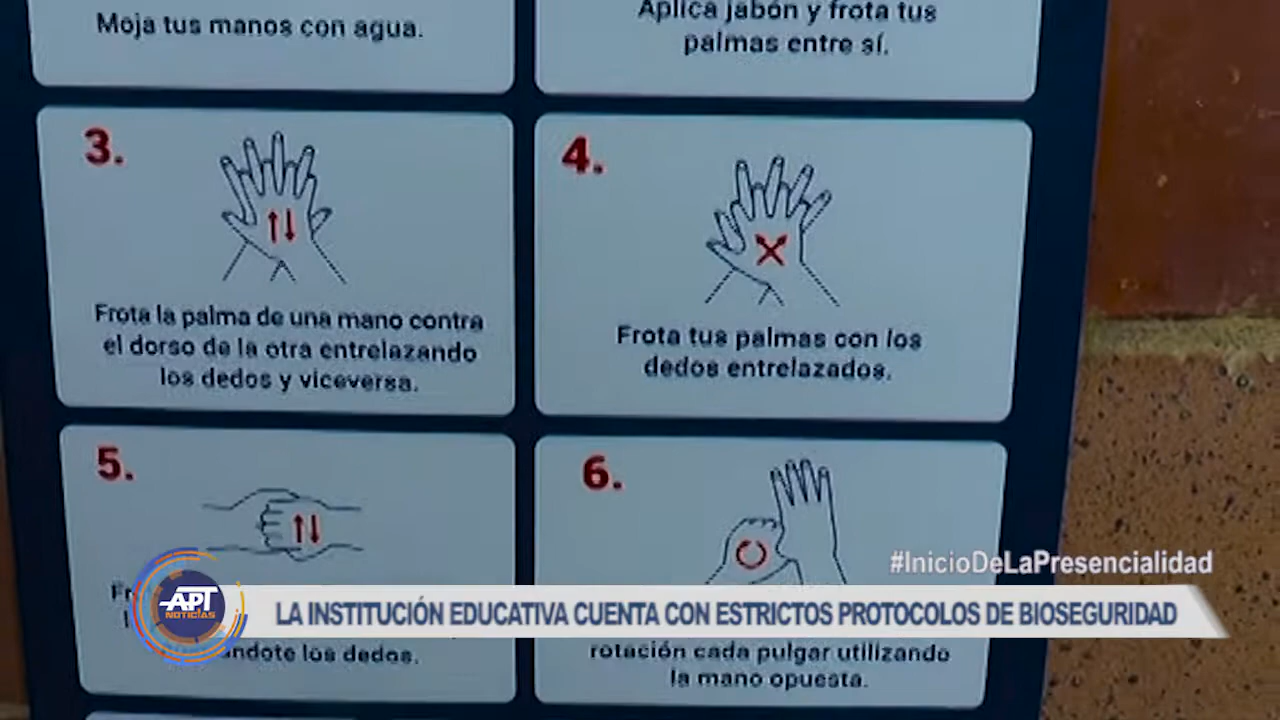 Moja tus manos con agua.
Aplica jabón y frota tus
palmas entre sí.
3.
Frota la palma de una mano contra
el dorso de la otra entrelazando
los dedos y viceversa.
4.
Frota tus palmas con los
dedos entrelazados.
5.
los dedos.
6.
rotación cada pulgar utilizando
la mano opuesta.
#InicioDeLaPresencialidad
APT
NOTICIAS
LA INSTITUCIÓN EDUCATIVA CUENTA CON ESTRICTOS PROTOCOLOS DE BIOSEGURIDAD